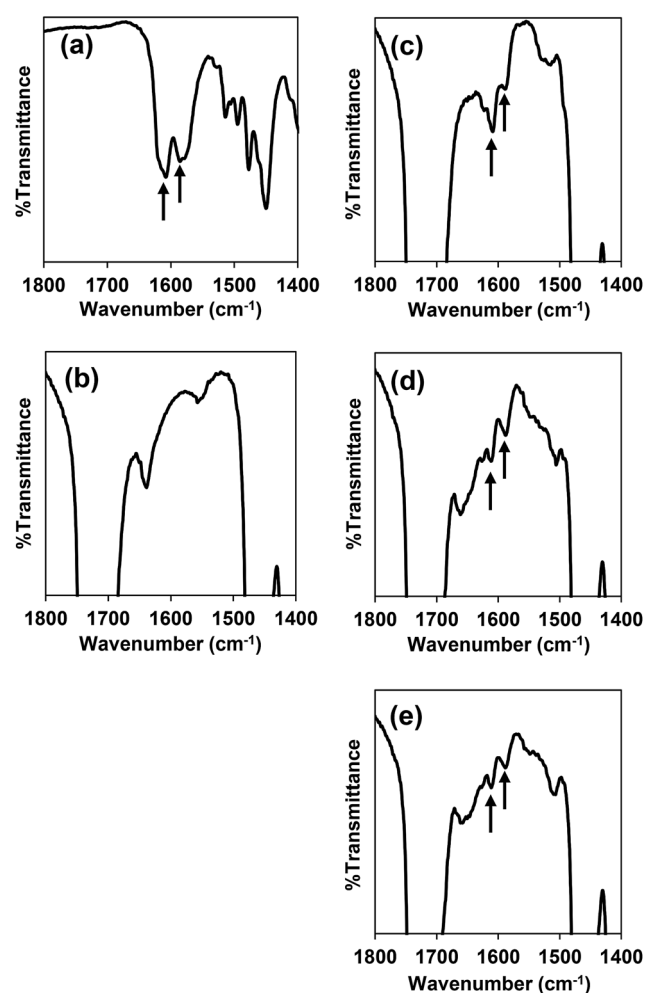 (a)
%Transmittance
1800 1700 1600 1500 1400
Wavenumber (cm-1)
(c)
%Transmittance
1800 1700 1600 1500 1400
Wavenumber (cm-1)
(b)
%Transmittance
1800 1700 1600 1500 1400
Wavenumber (cm-1)
(d)
%Transmittance
1800 1700 1600 1500 1400
Wavenumber (cm-1)
(e)
%Transmittance
1800 1700 1600 1500 1400
Wavenumber (cm-1)